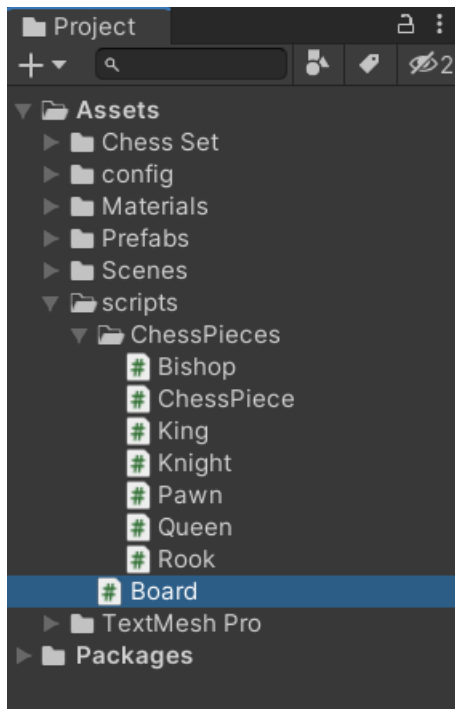 Project
2
Assets
Chess Set
config
Materials
Prefabs
Scenes
scripts
ChessPieces
# Bishop
# ChessPiece
# King
# Knight
# Pawn
# Queen
# Rook
# Board
TextMesh Pro
Packages